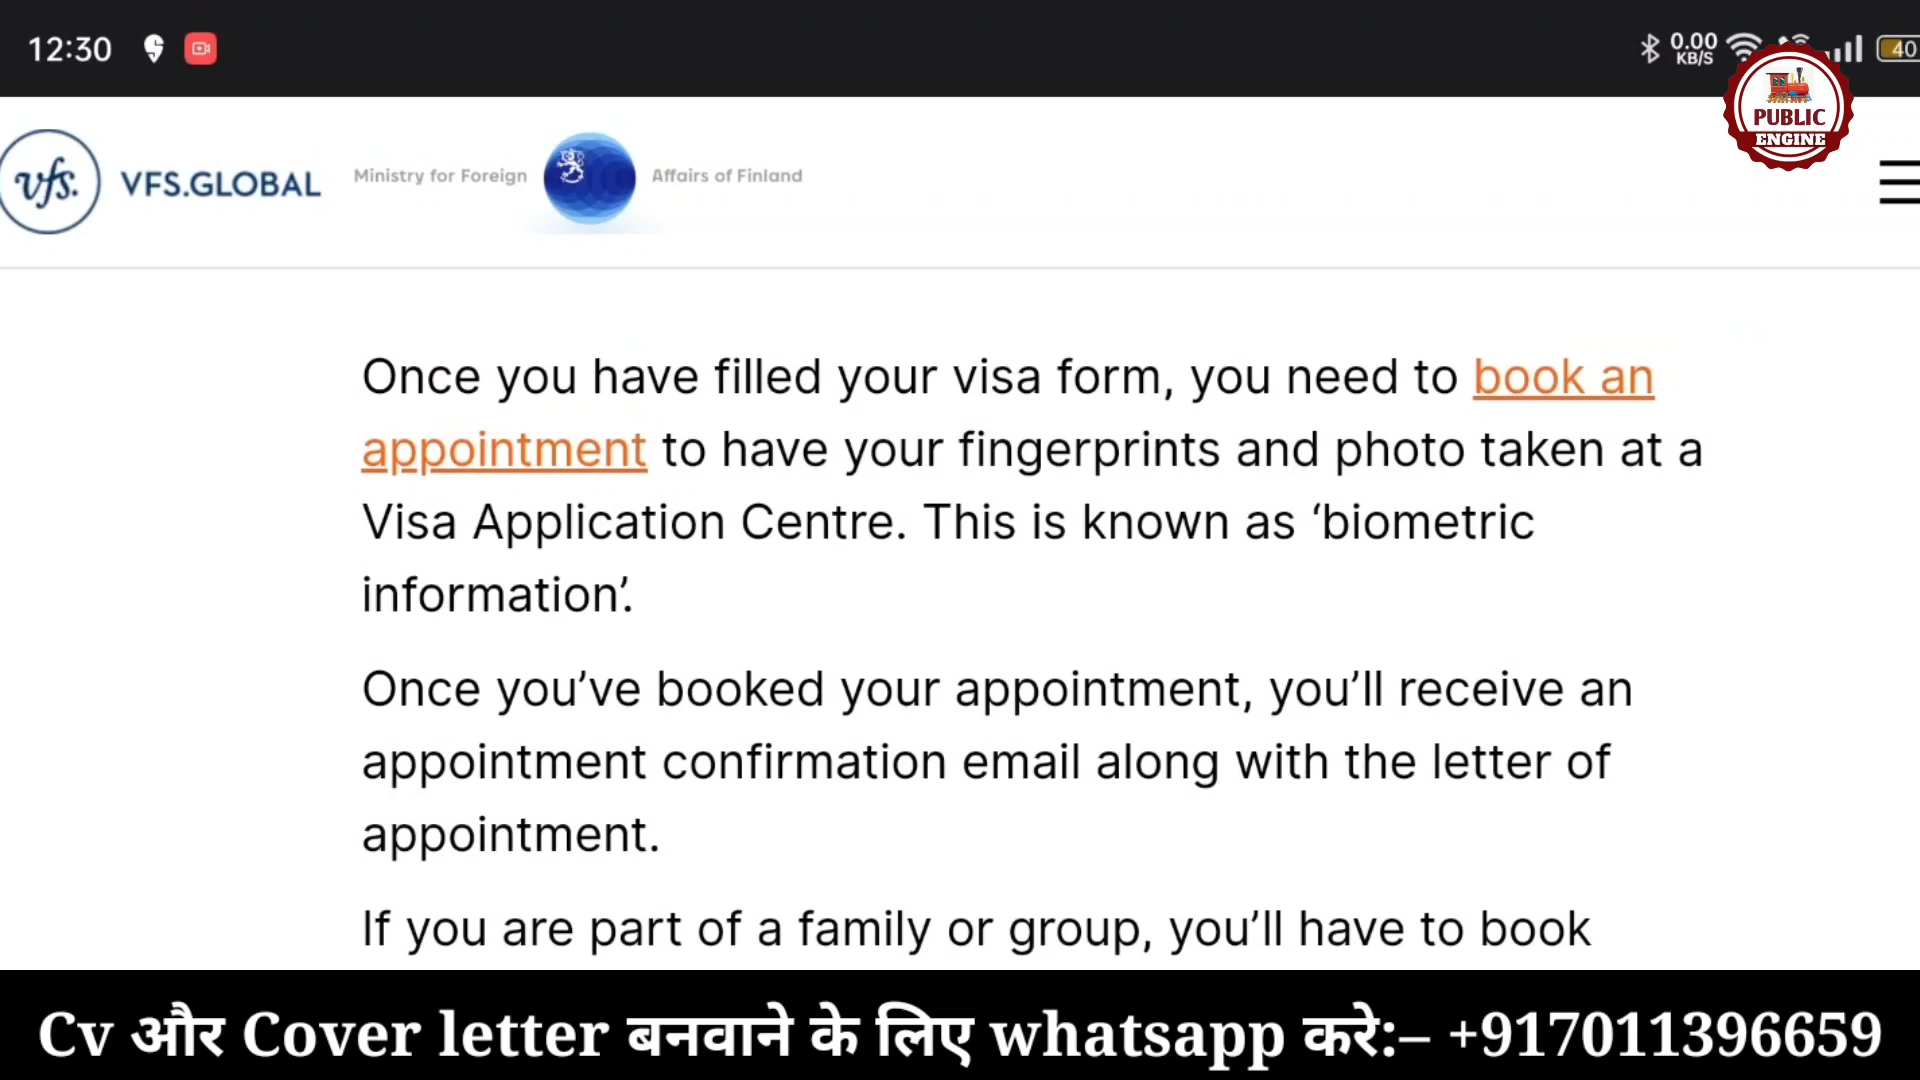 12:30
0.00
KB/S
40
PUBLIC
ENGINE
vfs.
VFS.GLOBAL
Ministry for Foreign
Affairs of Finland
Once you have filled your visa form, you need to book an
appointment to have your fingerprints and photo taken at a
Visa Application Centre. This is known as ‘biometric
information’.
Once you’ve booked your appointment, you’ll receive an
appointment confirmation email along with the letter of
appointment.
If you are part of a family or group, you’ll have to book
Cv और Cover letter बनवाने के लिए whatsapp करे:– +917011396659